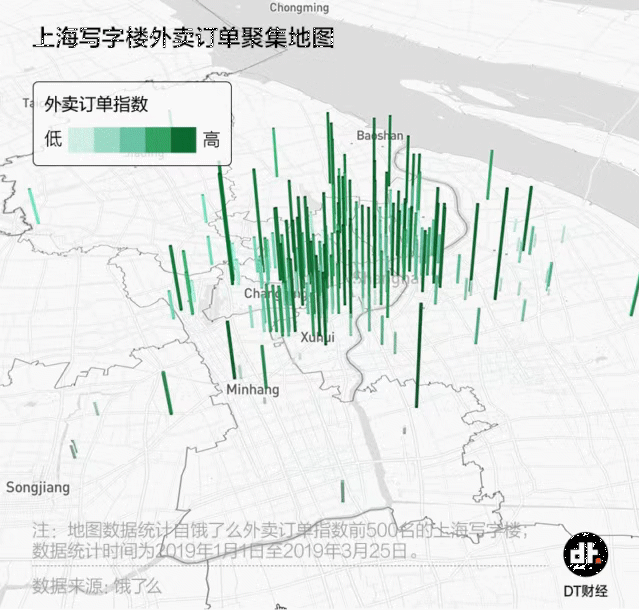 Chongming
上海写字楼外卖订单聚集地图
外卖订单指数
低 高
Baoshan
Xuhui
Minhang
Songjiang
注：地图数据统计自饿了么外卖订单指数前500名的上海写字楼；
数据统计时间为2019年1月1日至2019年3月25日。
数据来源: 饿了么
dt.
DT财经